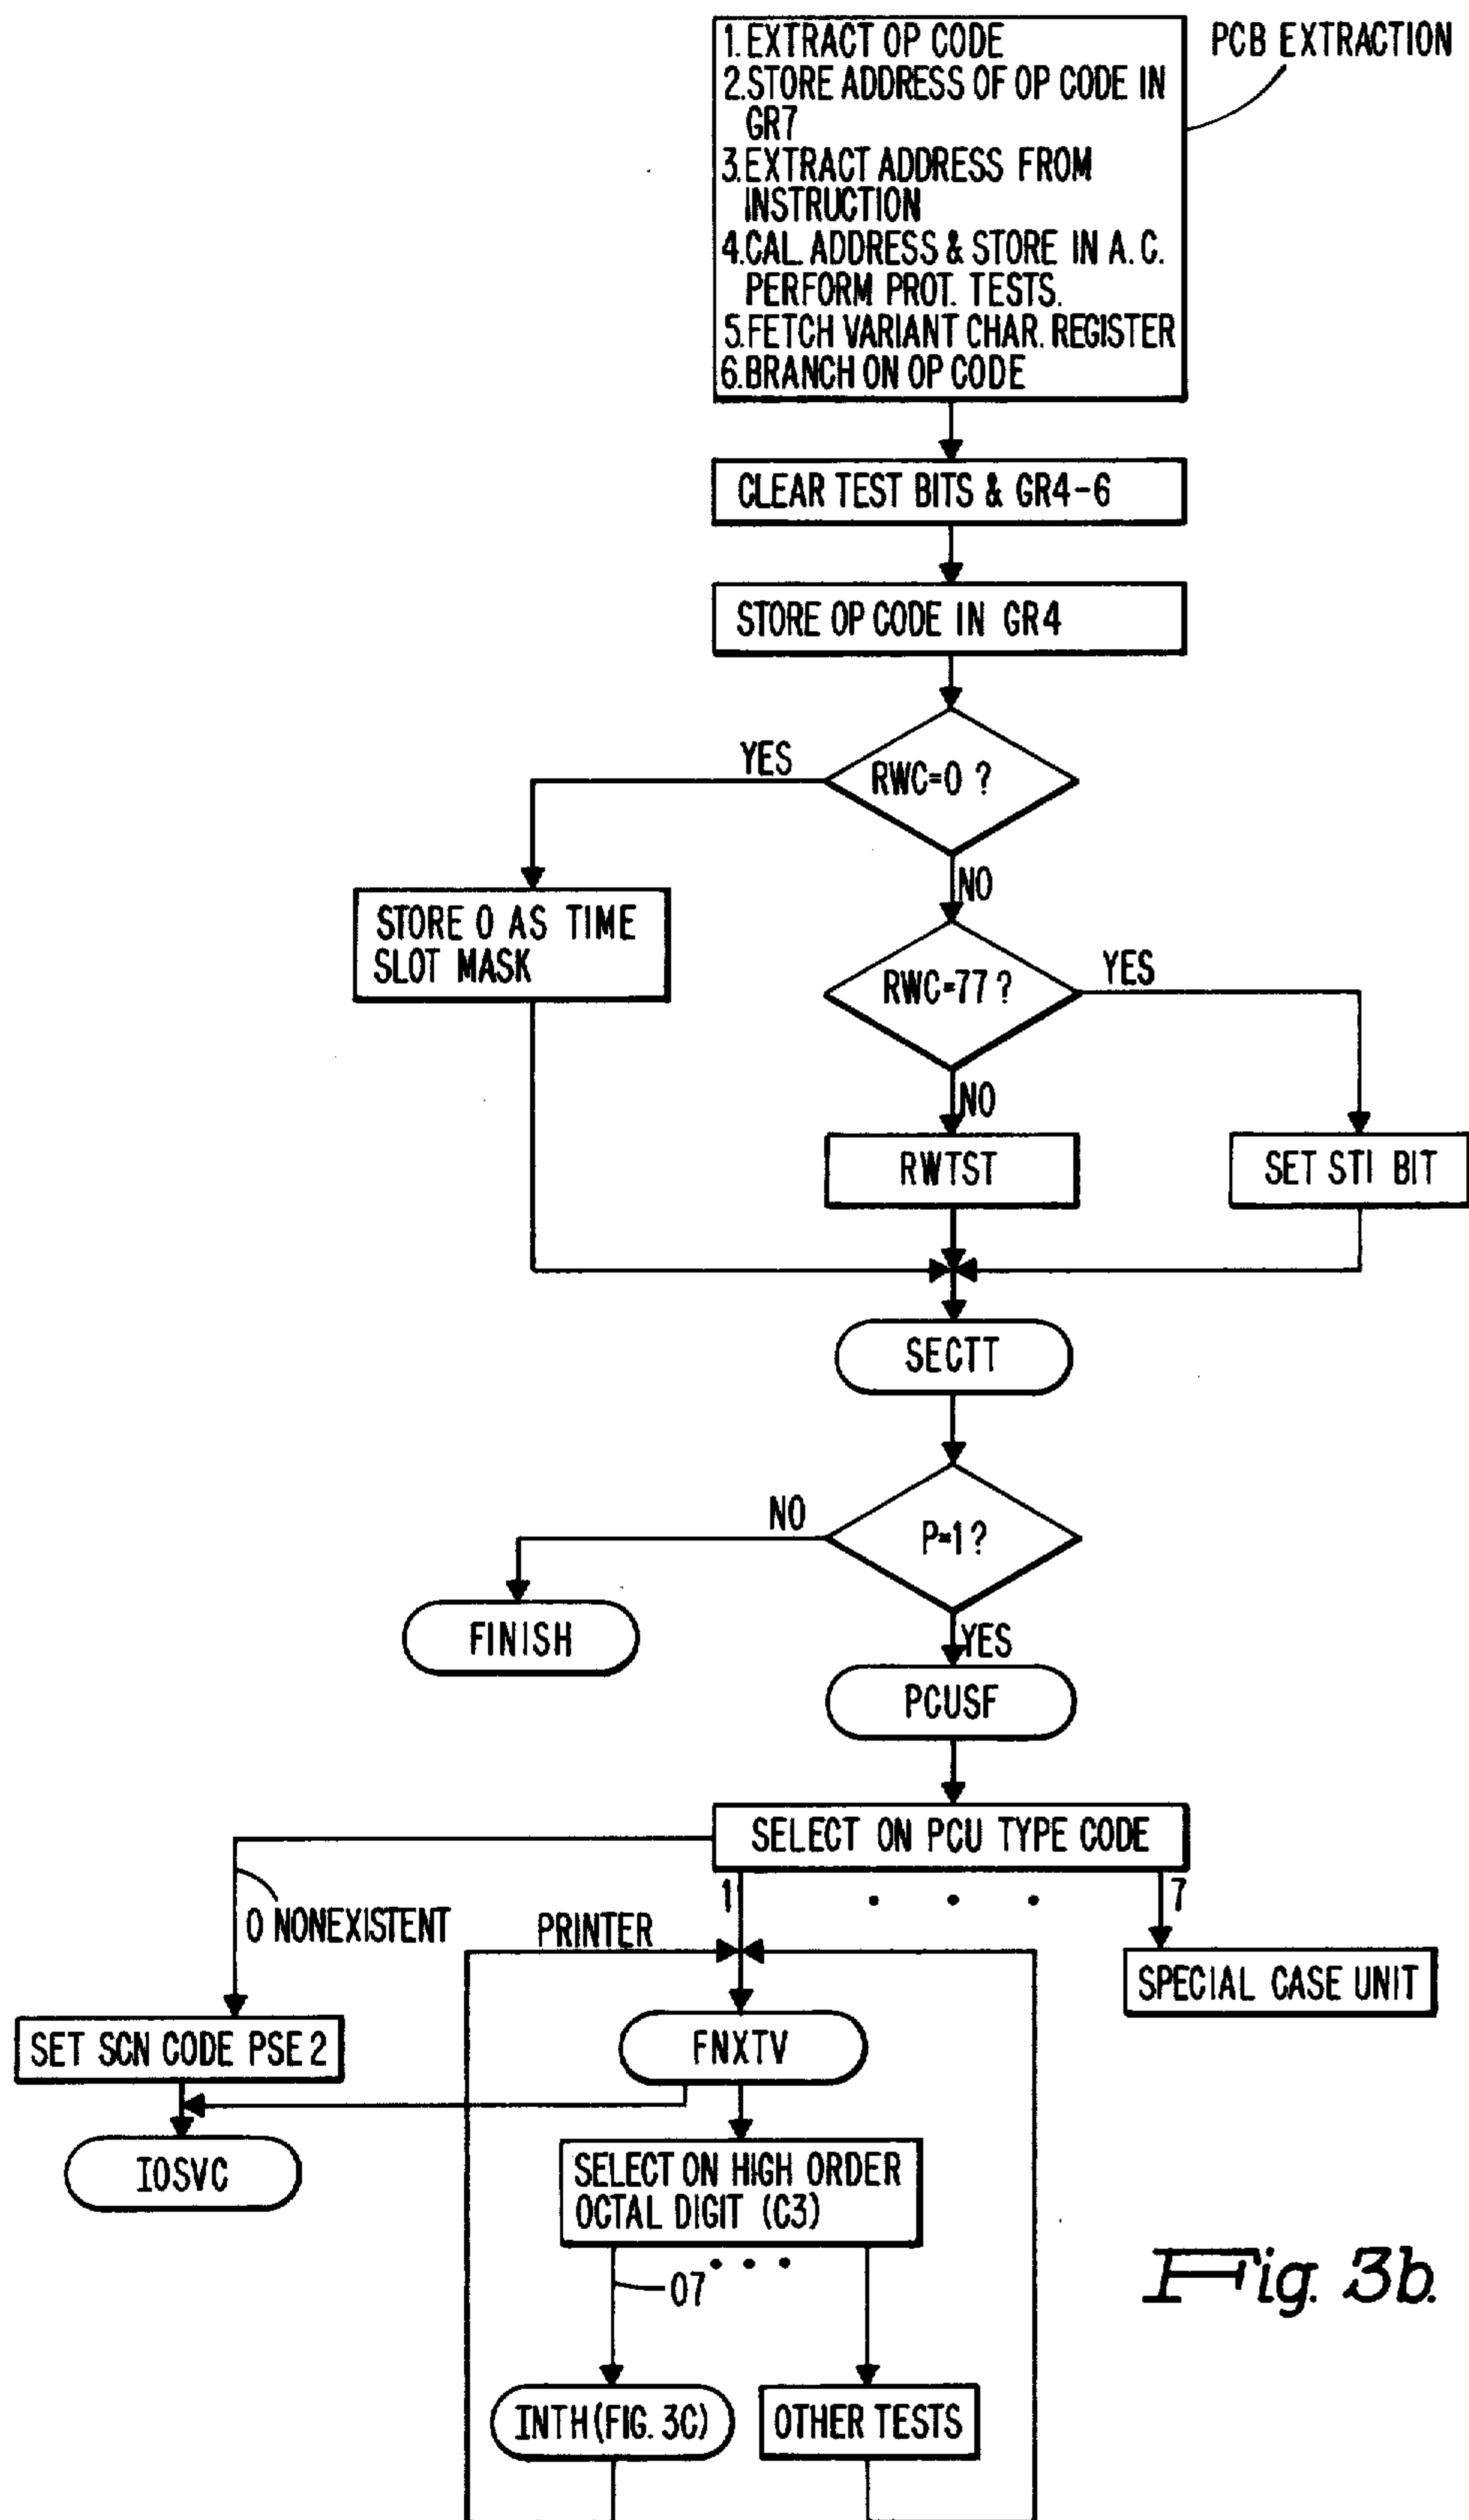 1. EXTRACT OP CODE
2. STORE ADDRESS OF OP CODE IN
GR7
3. EXTRACT ADDRESS FROM
INSTRUCTION
4. CAL ADDRESS & STORE IN A. C.
PERFORM PROT. TESTS.
5. FETCH VARIANT CHAR. REGISTER
6. BRANCH ON OP CODE
PCB EXTRACTION
CLEAR TEST BITS & GR4-6
STORE OP CODE IN GR4
RWC=0 ?
YES
NO
STORE 0 AS TIME
SLOT MASK
RWC=77 ?
YES
NO
RWTST
SET STI BIT
SECTT
P=1 ?
NO
YES
FINISH
PCUSF
SELECT ON PCU TYPE CODE
0 NONEXISTENT
1
. . .
7
PRINTER
SPECIAL CASE UNIT
SET SCN CODE PSE 2
FNXTV
IOSVC
SELECT ON HIGH ORDER
OCTAL DIGIT (C3)
. . .
07
INTH (FIG. 3C)
OTHER TESTS
Fig. 3b.